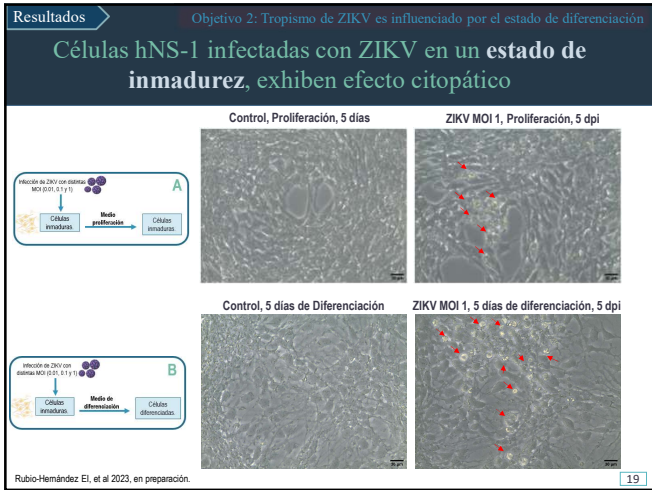 Resultados
Objetivo 2: Tropismo de ZIKV es influenciado por el estado de diferenciación
Células hNS-1 infectadas con ZIKV en un estado de
inmadurez, exhiben efecto citopático
Control, Proliferación, 5 días
ZIKV MOI 1, Proliferación, 5 dpi
Infección de ZIKV con distintas
MOI (0.01, 0.1 y 1)
A
Células
inmaduras.
Medio
proliferación
Células
inmaduras.
Control, 5 días de Diferenciación
ZIKV MOI 1, 5 días de diferenciación, 5 dpi
Infección de ZIKV con
distintas MOI (0.01, 0.1 y 1)
B
Células
inmaduras.
Medio de
diferenciación
Células
diferenciadas.
Rubio-Hernández EI, et al 2023, en preparación.
19